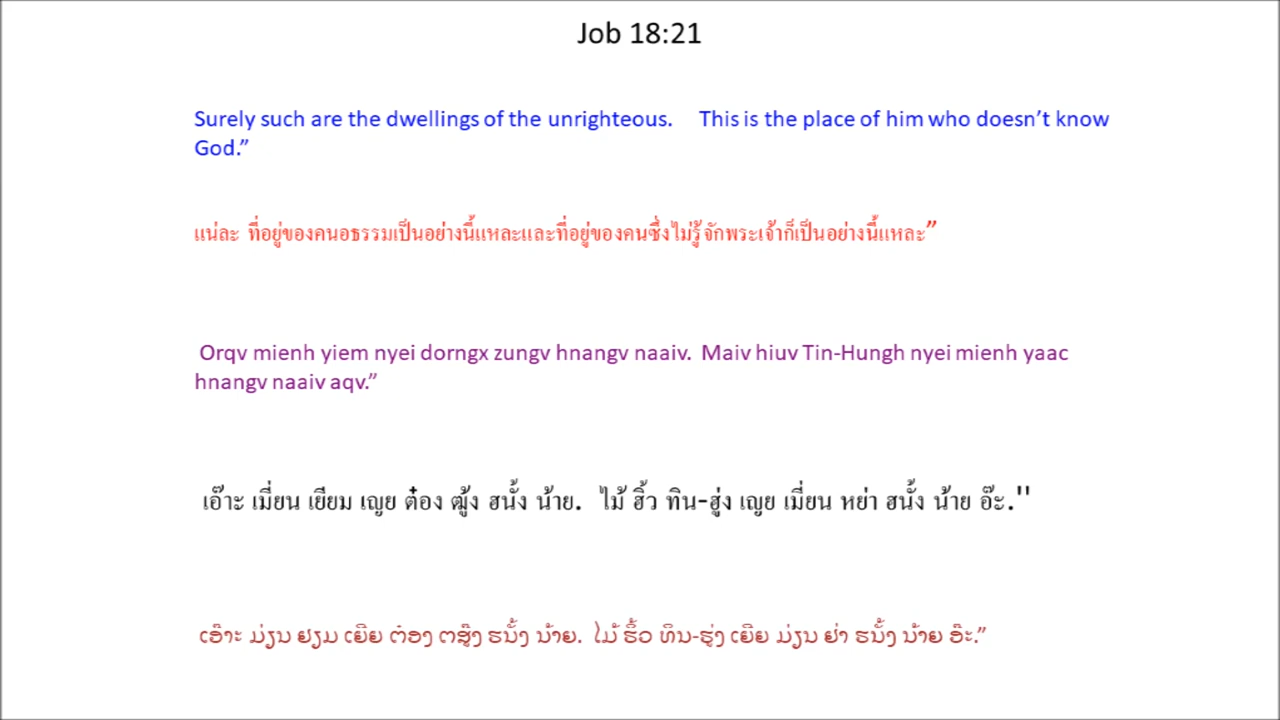 Job 18:21
Surely such are the dwellings of the unrighteous. This is the place of him who doesn’t know
God.”
แน่ละ ที่อยู่ของคนอธรรมเป็นอย่างนี้แหละและที่อยู่ของคนซึ่งไม่รู้จักพระเจ้าก็เป็นอย่างนี้แหละ”
Orqv mienh yiem nyei dorngx zungv hnangv naaiv. Maiv hiuv Tin-Hungh nyei mienh yaac
hnangv naaiv aqv.”
เอ๊าะ เมี่ยน เยียม เญย ต๋อง ฒู้ง ฮนั้ง น้าย. ไม้ ฮิ้ว ทิน-ฮู่ง เญย เมี่ยน หย่า ฮนั้ง น้าย อ๊ะ."
ເອ໊າະ ມ່ຽນ ຢຽມ ເຍີຍ ຕ໋ອງ ຕສູ໊ງ ຮນັ້ງ ນ້າຍ. ໄມ້ ຮິ້ວ ທິນ-ຮູ່ງ ເຍີຍ ມ່ຽນ ຢ່າ ຮນັ້ງ ນ້າຍ ອ໊ະ.”